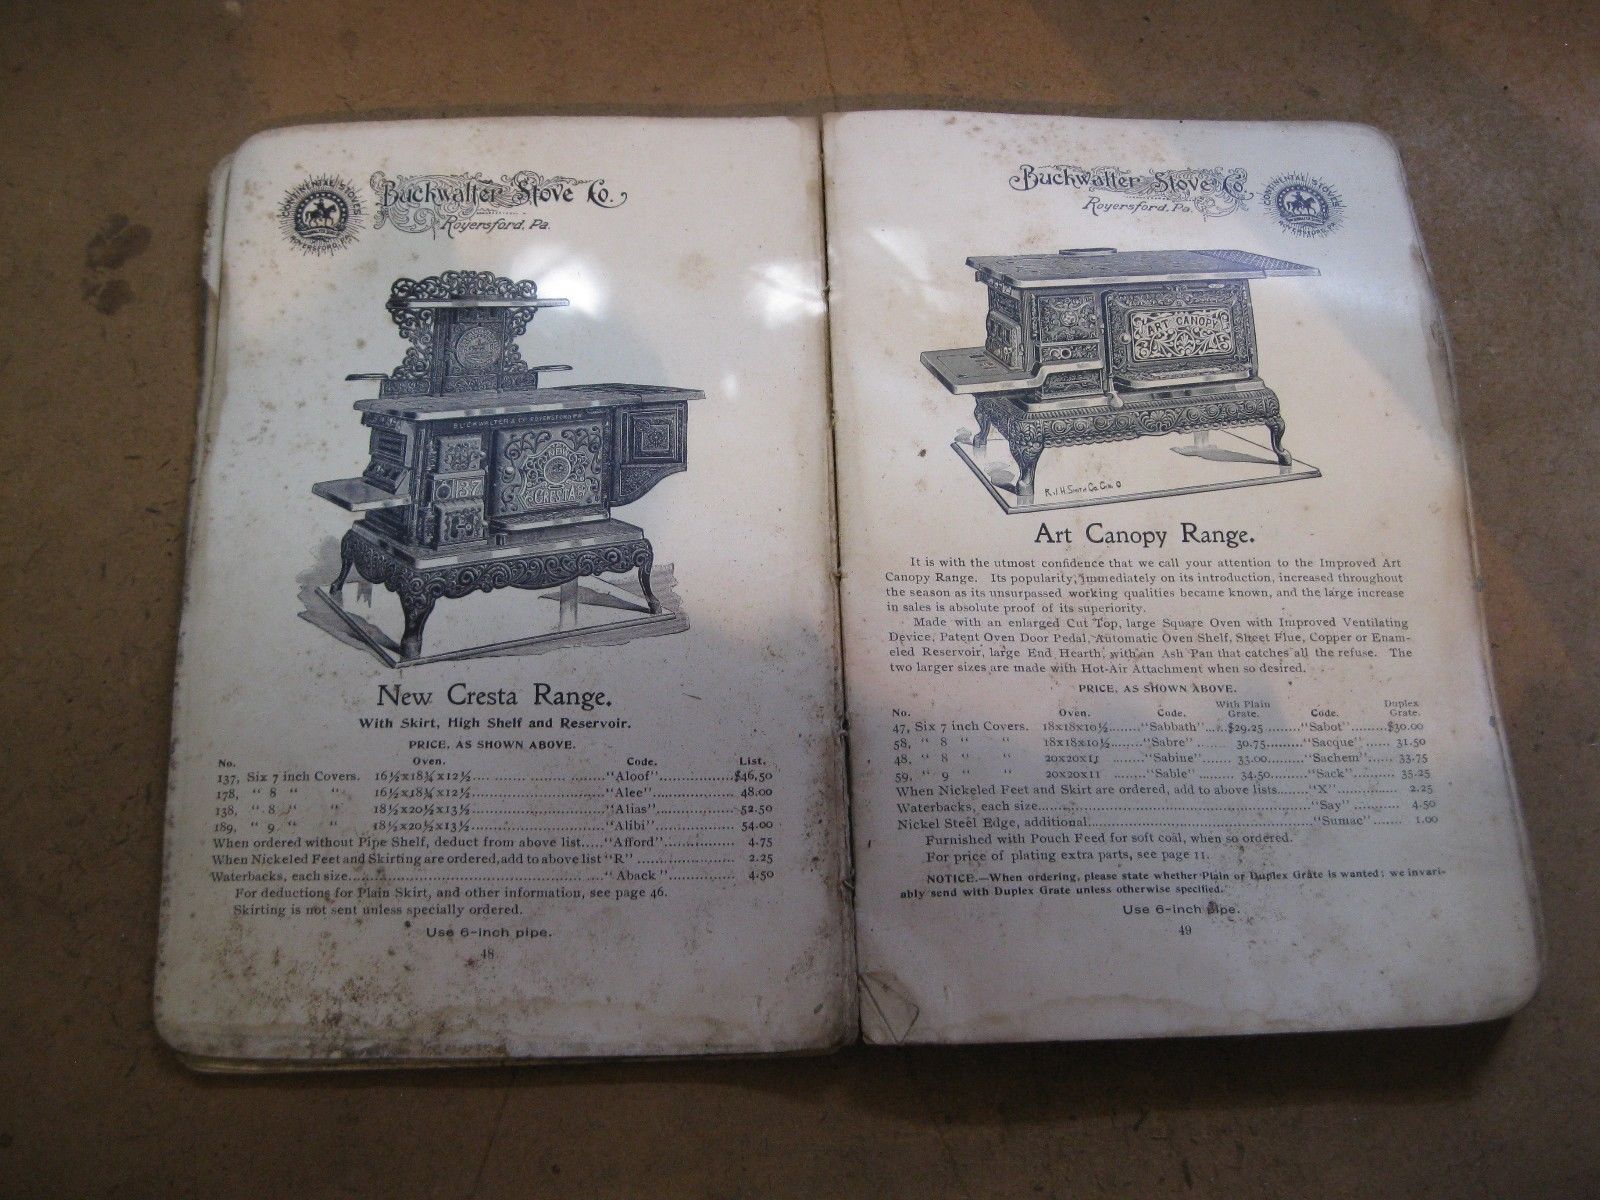 CONTINENTAL STOVES
ROYERSFORD, PA.
Buckwalter Stove Co.
Royersford, Pa.
BUCKWALTER & CO. ROYERSFORD PA.
137
NEW
CRESTA
New Cresta Range.
With Skirt, High Shelf and Reservoir.
PRICE, AS SHOWN ABOVE.
No. Oven. Code. List.
137, Six 7 inch Covers. 16½x18¾x12½ "Aloof" $46.50
178, " 8 " " 16½x18¾x12½ "Alee" 48.00
138, " 8 " " 18½x20½x13½ "Alias" 52.50
189, " 9 " " 18½x20½x13½ "Alibi" 54.00
When ordered without Pipe Shelf, deduct from above list "Afford" 4.75
When Nickeled Feet and Skirting are ordered, add to above list "R" 2.25
Waterbacks, each size "Aback" 4.50
For deductions for Plain Skirt, and other information, see page 46.
Skirting is not sent unless specially ordered.
Use 6-inch pipe.
48
Buckwalter Stove Co.
Royersford, Pa.
CONTINENTAL STOVES
ROYERSFORD, PA.
ART CANOPY
Art Canopy Range.
It is with the utmost confidence that we call your attention to the Improved Art
Canopy Range. Its popularity, immediately on its introduction, increased throughout
the season as its unsurpassed working qualities became known, and the large increase
in sales is absolute proof of its superiority.
Made with an enlarged Cut Top, large Square Oven with Improved Ventilating
Device, Patent Oven Door Pedal, Automatic Oven Shelf, Sheet Flue, Copper or Enam-
eled Reservoir, large End Hearth, with an Ash Pan that catches all the refuse. The
two larger sizes are made with Hot-Air Attachment when so desired.
PRICE, AS SHOWN ABOVE.
No. Oven. Code. With Plain Grate. Code. Duplex Grate.
47, Six 7 inch Covers. 18x18x10½ "Sabbath" $29.25 "Sabot" $30.00
58, " 8 " " 18x18x10½ "Sabre" 30.75 "Sacque" 31.50
48, " 8 " " 20x20x11 "Sabine" 33.00 "Sachem" 33.75
59, " 9 " " 20x20x11 "Sable" 34.50 "Sack" 35.25
When Nickeled Feet and Skirt are ordered, add to above lists "X" 2.25
Waterbacks, each size "Say" 4.50
Nickel Steel Edge, additional "Sumac" 1.00
Furnished with Pouch Feed for soft coal, when so ordered.
For price of plating extra parts, see page 11.
NOTICE.—When ordering, please state whether Plain or Duplex Grate is wanted; we invari-
ably send with Duplex Grate unless otherwise specified.
Use 6-inch pipe.
49